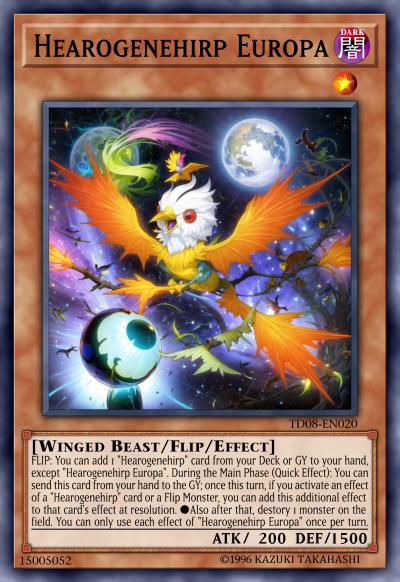 Hearogenehirp Europa
DARK
闇
TD08-EN020
[Winged Beast/Flip/Effect]
FLIP: You can add 1 "Hearogenehirp" card from your Deck or GY to your hand,
except "Hearogenehirp Europa". During the Main Phase (Quick Effect): You can
send this card from your hand to the GY; once this turn, if you activate an effect
of a "Hearogenehirp" card or a Flip Monster, you can add this additional effect
to that card's effect at resolution. ●Also after that, destory 1 monster on the
field. You can only use each effect of "Hearogenehirp Europa" once per turn.
ATK/ 200 DEF/1500
15005052
©1996 KAZUKI TAKAHASHI